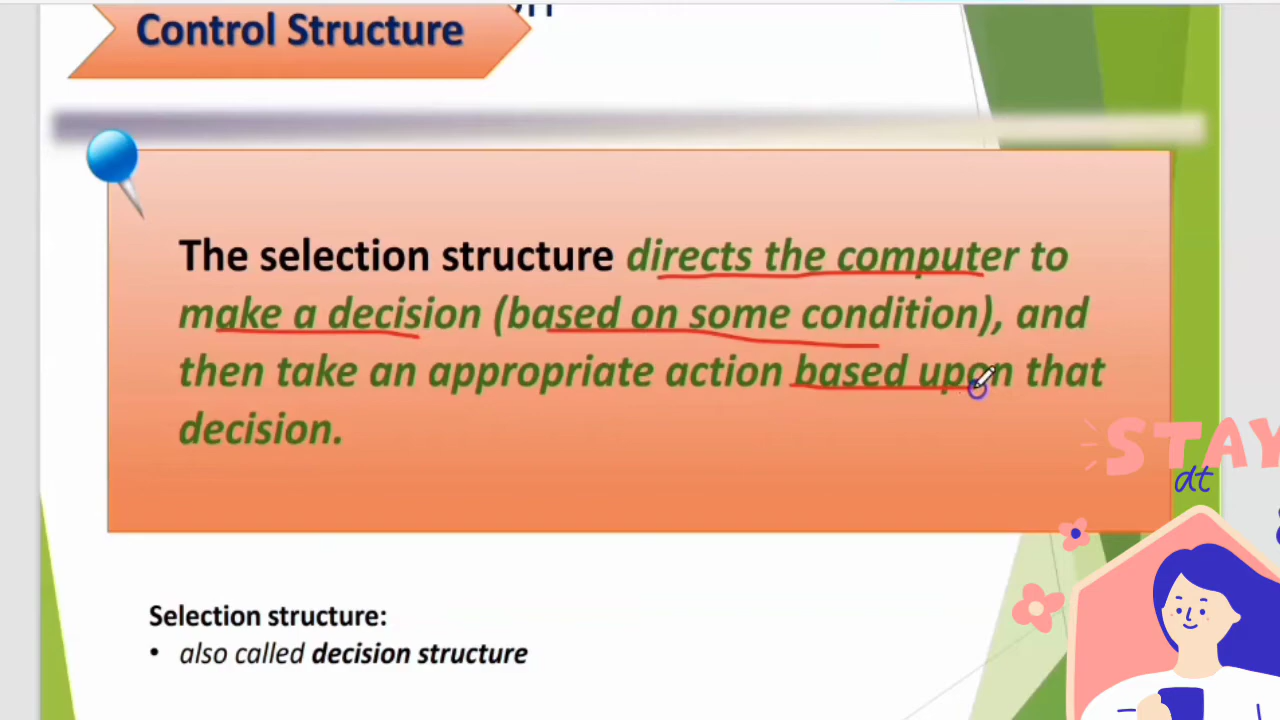 Control Structure
The selection structure directs the computer to
make a decision (based on some condition), and
then take an appropriate action based upon that
decision.
STAY
Selection structure:
• also called decision structure